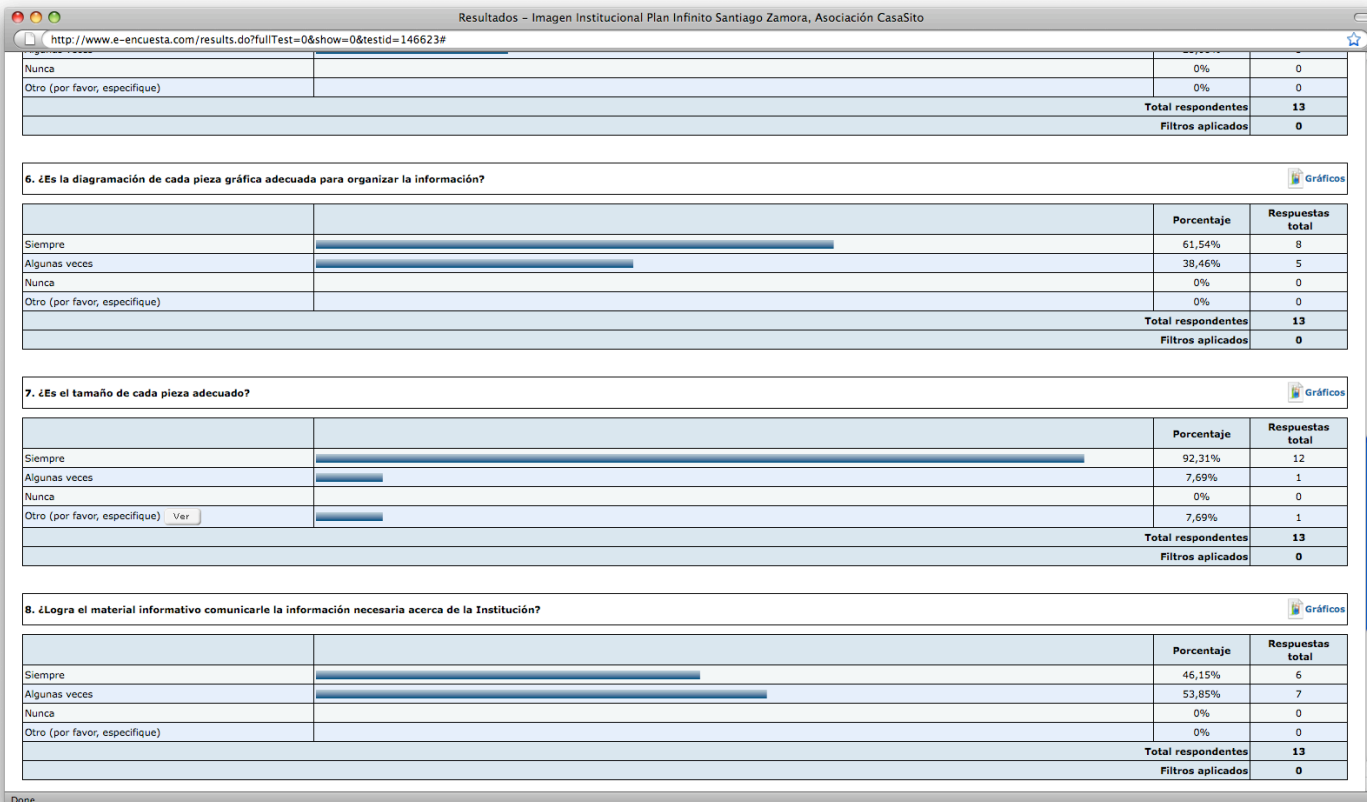 Resultados – Imagen Institucional Plan Infinito Santiago Zamora, Asociación CasaSito
http://www.e-encuesta.com/results.do?fullTest=0&show=0&testid=146623#
Nunca 0% 0
Otro (por favor, especifique) 0% 0
Total respondentes 13
Filtros aplicados 0
6. ¿Es la diagramación de cada pieza gráfica adecuada para organizar la información? Gráficos
Porcentaje Respuestas total
Siempre 61,54% 8
Algunas veces 38,46% 5
Nunca 0% 0
Otro (por favor, especifique) 0% 0
Total respondentes 13
Filtros aplicados 0
7. ¿Es el tamaño de cada pieza adecuado? Gráficos
Porcentaje Respuestas total
Siempre 92,31% 12
Algunas veces 7,69% 1
Nunca 0% 0
Otro (por favor, especifique) Ver 7,69% 1
Total respondentes 13
Filtros aplicados 0
8. ¿Logra el material informativo comunicarle la información necesaria acerca de la Institución? Gráficos
Porcentaje Respuestas total
Siempre 46,15% 6
Algunas veces 53,85% 7
Nunca 0% 0
Otro (por favor, especifique) 0% 0
Total respondentes 13
Filtros aplicados 0
Done